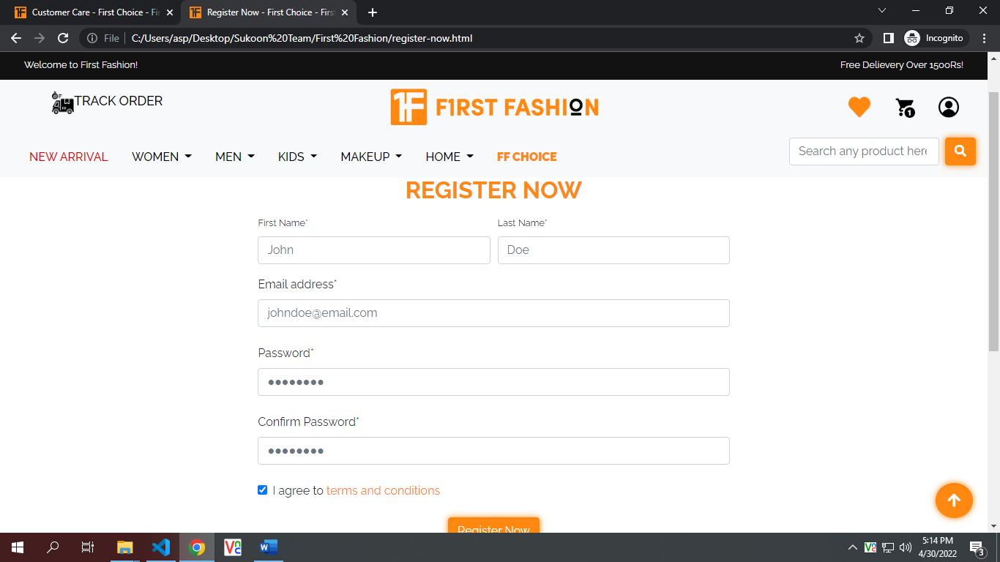 Customer Care - First Choice - Fir
Register Now - First Choice - First
File
C:/Users/asp/Desktop/Sukoon%20Team/First%20Fashion/register-now.html
Incognito
Welcome to First Fashion!
Free Delievery Over 1500Rs!
TRACK ORDER
1F F1RST FASHION
1
NEW ARRIVAL WOMEN MEN KIDS MAKEUP HOME FF CHOICE
Search any product here
REGISTER NOW
First Name* Last Name*
John Doe
Email address*
johndoe@email.com
Password*
Confirm Password*
I agree to terms and conditions
Register Now
5:14 PM
4/30/2022
3